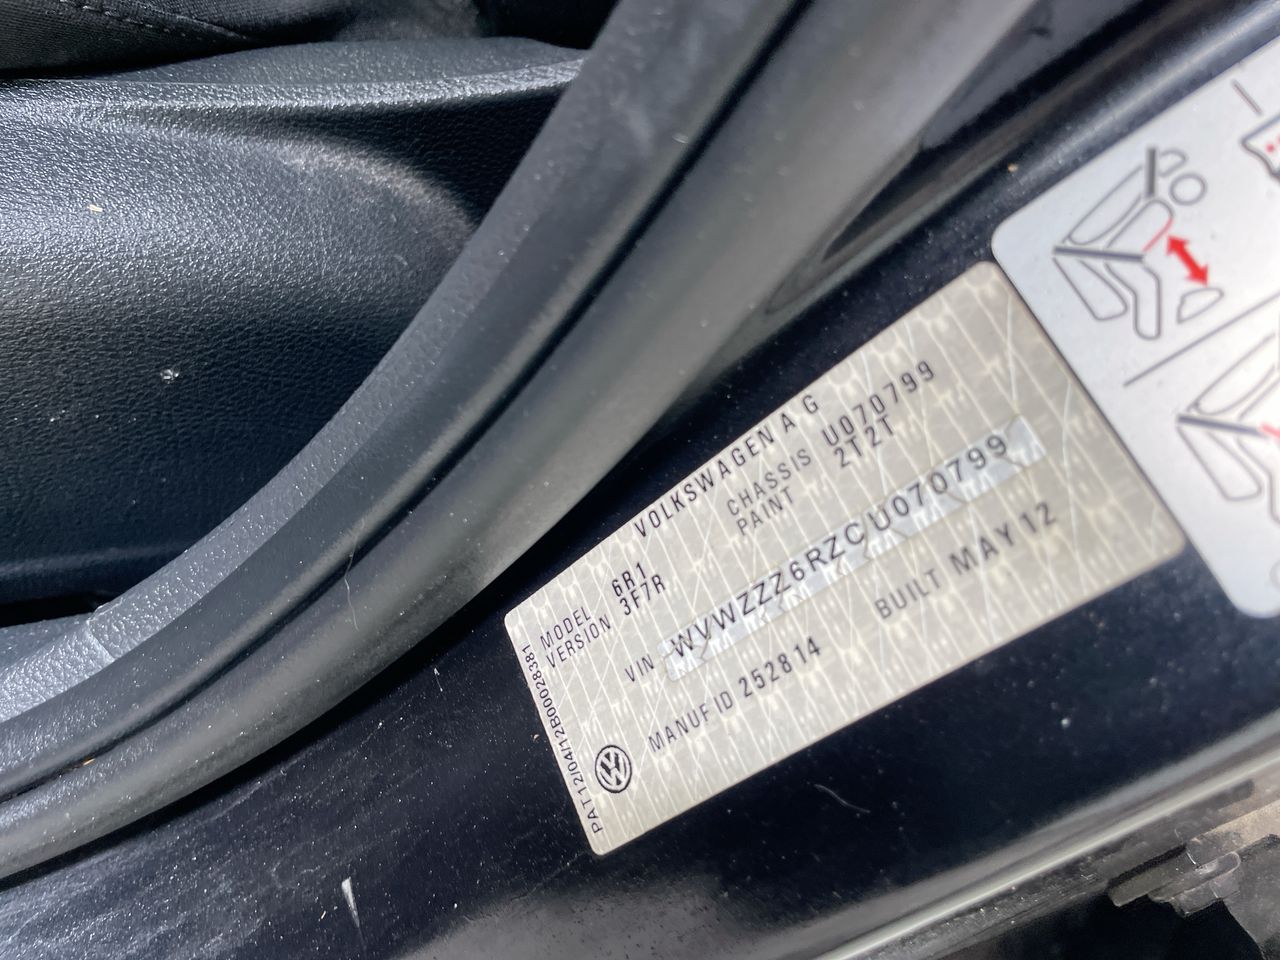 VOLKSWAGEN A G
MODEL 6R1 CHASSIS U070799
VERSION 3F7R PAINT 2T2T
VIN WVWZZZ6RZCU070799
MANUF ID 252814 BUILT MAY 12
PAT12/04/12B00028381